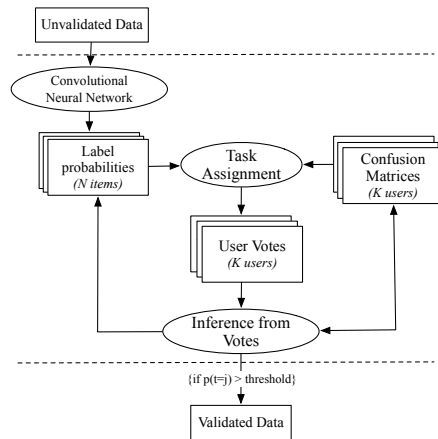 Unvalidated Data
Convolutional
Neural Network
Label
probabilities
(N items)
Task
Assignment
Confusion
Matrices
(K users)
User Votes
(K users)
Inference from
Votes
{if p(t=j) > threshold}
Validated Data